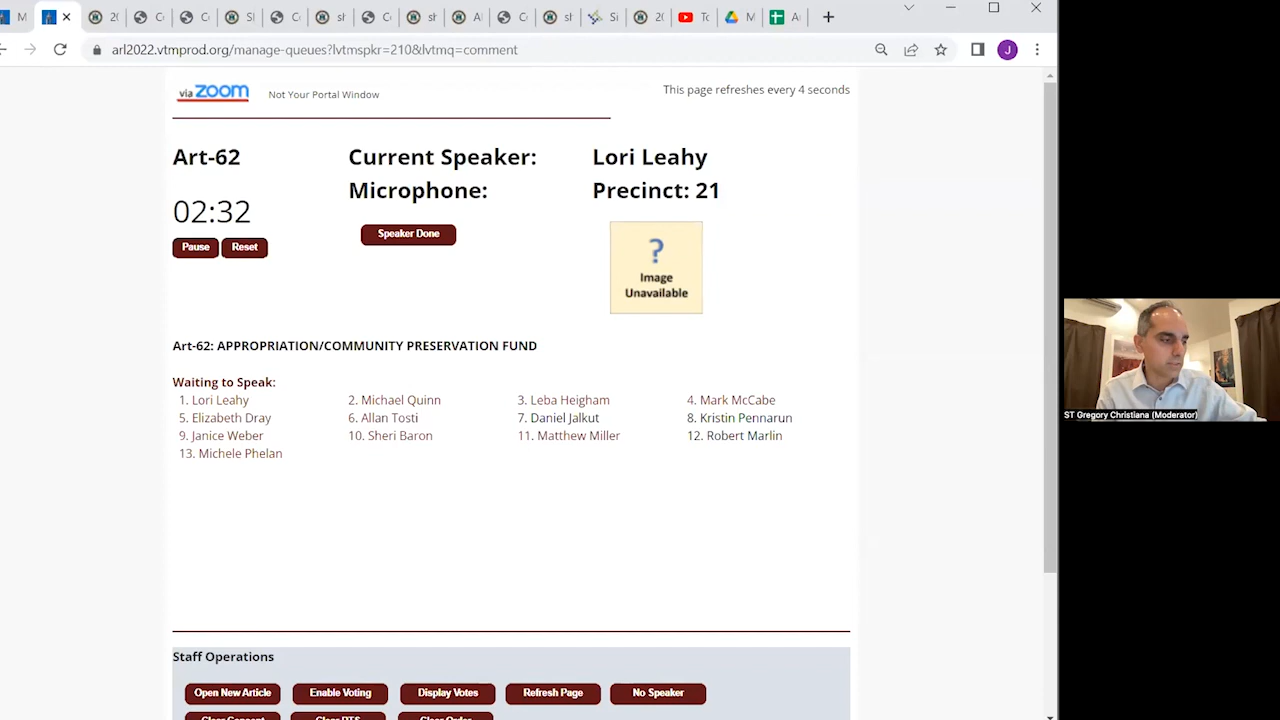 arl2022.vtmprod.org/manage-queues?lvtmspkr=210&lvtmq=comment
via zoom Not Your Portal Window This page refreshes every 4 seconds
Art-62 Current Speaker: Lori Leahy
Microphone: Precinct: 21
02:32
Speaker Done
Pause Reset
? Image Unavailable
Art-62: APPROPRIATION/COMMUNITY PRESERVATION FUND
Waiting to Speak:
1. Lori Leahy 2. Michael Quinn 3. Leba Heigham 4. Mark McCabe
5. Elizabeth Dray 6. Allan Tosti 7. Daniel Jalkut 8. Kristin Pennarun
9. Janice Weber 10. Sheri Baron 11. Matthew Miller 12. Robert Marlin
13. Michele Phelan
ST Gregory Christiana (Moderator)
Staff Operations
Open New Article Enable Voting Display Votes Refresh Page No Speaker